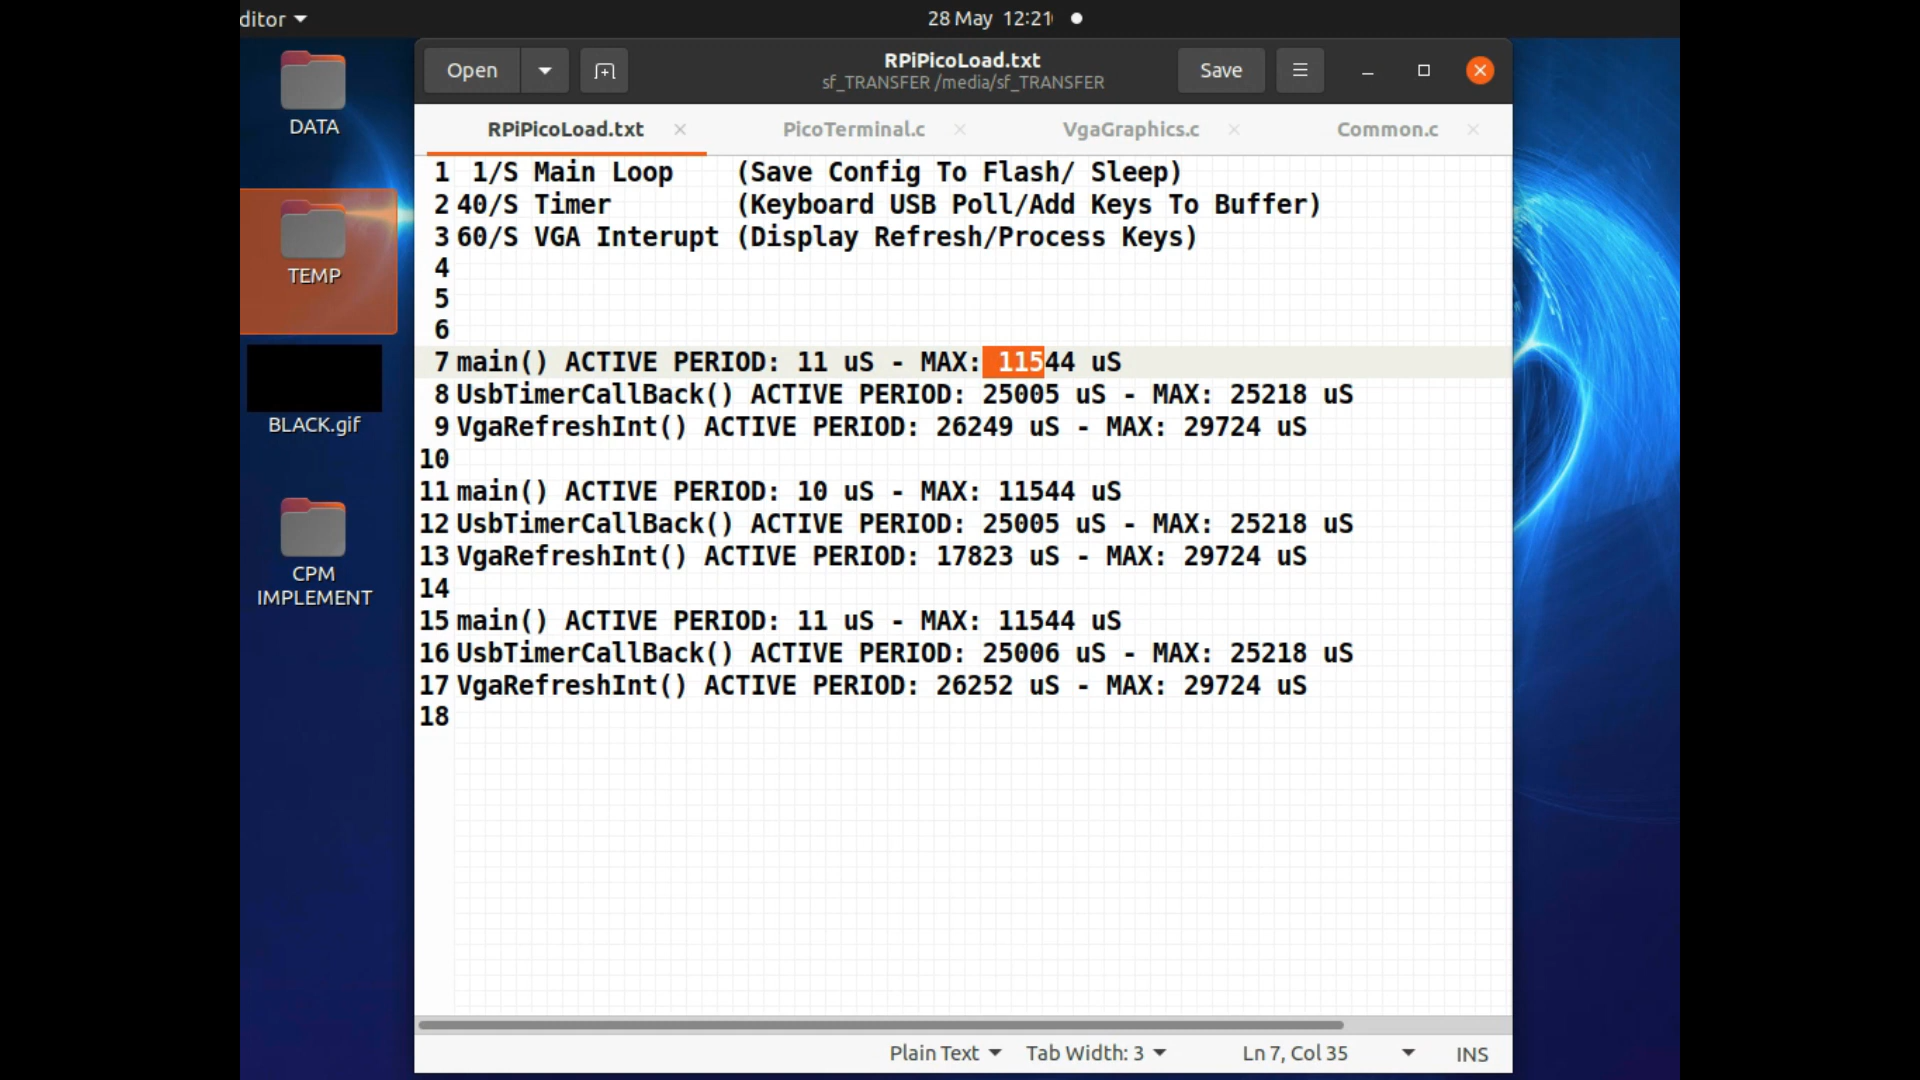 ditor
28 May 12:21
Open
RPiPicoLoad.txt
sf_TRANSFER /media/sf_TRANSFER
Save
RPiPicoLoad.txt
PicoTerminal.c
VgaGraphics.c
Common.c
DATA
TEMP
BLACK.gif
CPM
IMPLEMENT
1 1/S Main Loop (Save Config To Flash/ Sleep)
2 40/S Timer (Keyboard USB Poll/Add Keys To Buffer)
3 60/S VGA Interupt (Display Refresh/Process Keys)
4
5
6
7 main() ACTIVE PERIOD: 11 uS - MAX: 11544 uS
8 UsbTimerCallBack() ACTIVE PERIOD: 25005 uS - MAX: 25218 uS
9 VgaRefreshInt() ACTIVE PERIOD: 26249 uS - MAX: 29724 uS
10
11 main() ACTIVE PERIOD: 10 uS - MAX: 11544 uS
12 UsbTimerCallBack() ACTIVE PERIOD: 25005 uS - MAX: 25218 uS
13 VgaRefreshInt() ACTIVE PERIOD: 17823 uS - MAX: 29724 uS
14
15 main() ACTIVE PERIOD: 11 uS - MAX: 11544 uS
16 UsbTimerCallBack() ACTIVE PERIOD: 25006 uS - MAX: 25218 uS
17 VgaRefreshInt() ACTIVE PERIOD: 26252 uS - MAX: 29724 uS
18
Plain Text
Tab Width: 3
Ln 7, Col 35
INS